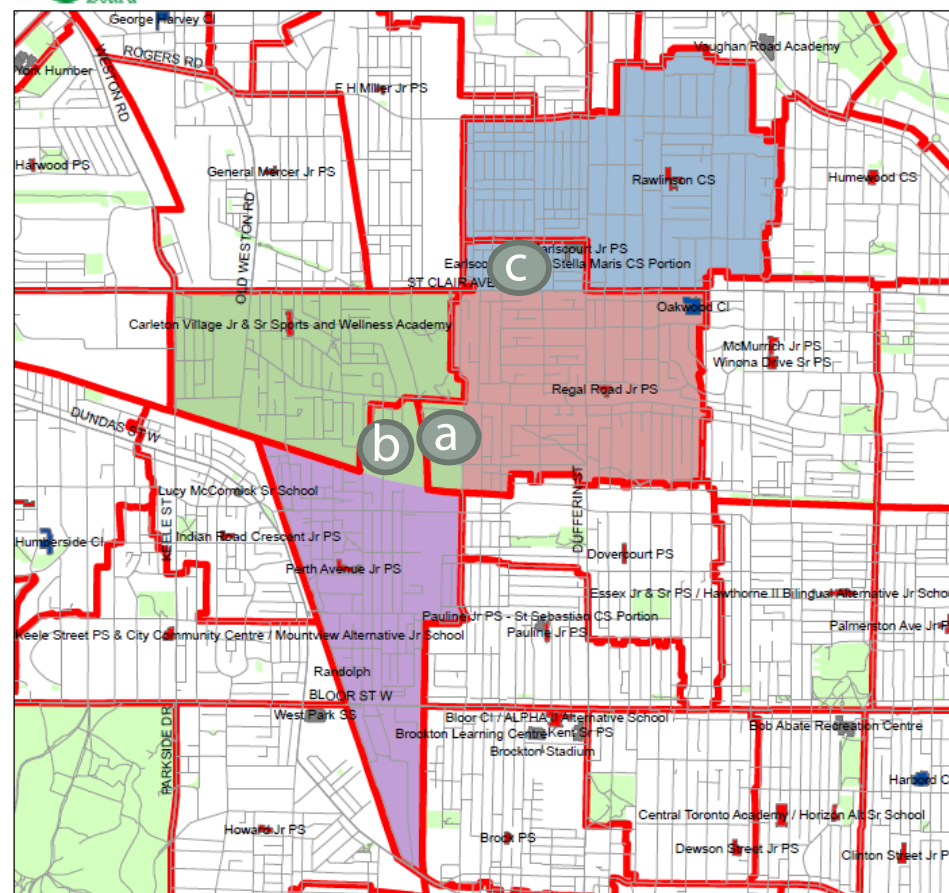 George Harvey CI
Vaughan Road Academy
ROGERS RD
WESTON RD
York Humber
F H Miller Jr PS
Harwood PS
General Mercer Jr PS
Rawlinson CS
Humewood CS
OLD WESTON RD
Earlscourt Jr PS
Stella Maris CS Portion
c
ST CLAIR AVE
Oakwood CI
Carleton Village Jr & Sr Sports and Wellness Academy
McMurrich Jr PS
Winona Drive Sr PS
Regal Road Jr PS
DUNDAS ST W
b
a
Lucy McCormick Sr School
KEELE ST
DUFFERIN ST
Humberside CI
Indian Road Crescent Jr PS
Dovercourt PS
Perth Avenue Jr PS
Essex Jr & Sr PS / Hawthorne II Bilingual Alternative Jr Schoo
Pauline Jr PS - St Sebastian CS Portion
Palmerston Ave Jr P
Keele Street PS & City Community Centre / Mountview Alternative Jr School
Pauline Jr PS
Randolph
BLOOR ST W
West Park SS
Bloor CI / ALPHA II Alternative School
Bob Abate Recreation Centre
Brockton Learning Centre
Kent Sr PS
Brockton Stadium
PARKSIDE DR
Harbord C
Central Toronto Academy / Horizon Alt Sr School
Howard Jr PS
Brock PS
Dewson Street Jr PS
Clinton Street Jr P